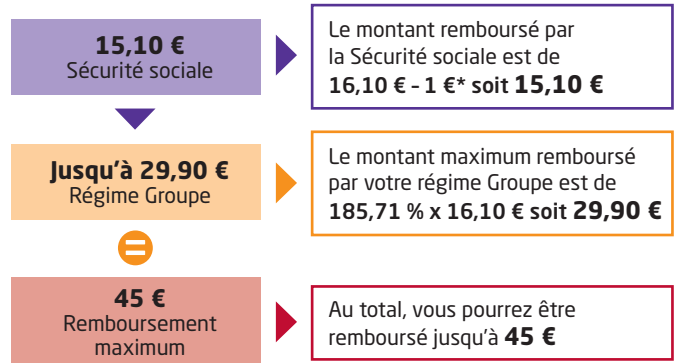 15,10 €
Sécurité sociale
Le montant remboursé par
la Sécurité sociale est de
16,10 € – 1 €* soit 15,10 €
Jusqu'à 29,90 €
Régime Groupe
Le montant maximum remboursé
par votre régime Groupe est de
185,71 % x 16,10 € soit 29,90 €
=
45 €
Remboursement
maximum
Au total, vous pourrez être
remboursé jusqu'à 45 €